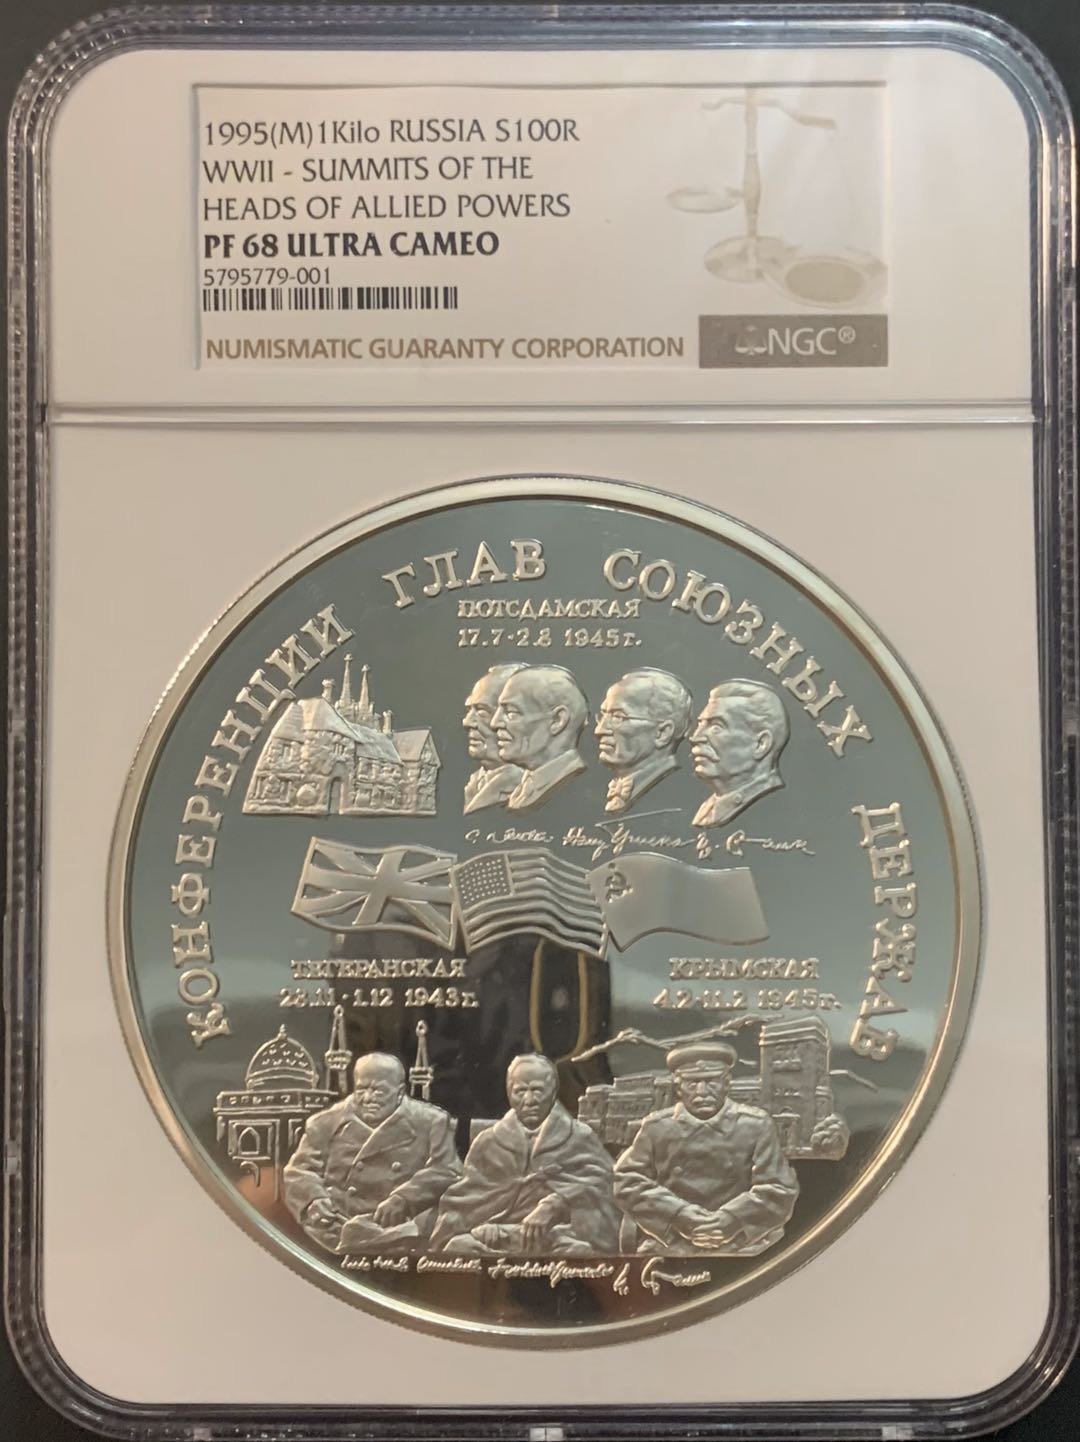 1995(M)1Kilo RUSSIA S100R
WWII - SUMMITS OF THE
HEADS OF ALLIED POWERS
PF 68 ULTRA CAMEO
5795779-001
NUMISMATIC GUARANTY CORPORATION
NGC®
КОНФЕРЕНЦИИ ГЛАВ СОЮЗНЫХ ДЕРЖАВ
ПОТСДАМСКАЯ
17.7-2.8 1945г.
ТЕГЕРАНСКАЯ
28.11-1.12 1943г.
КРЫМСКАЯ
4.2-11.2 1945г.